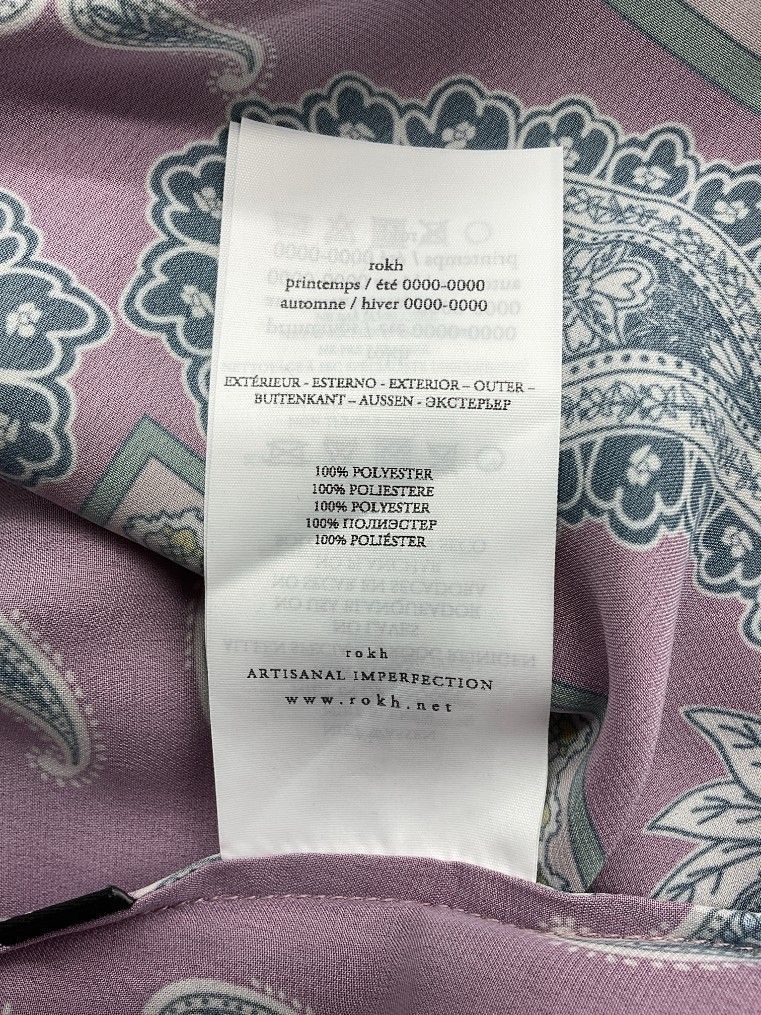 rokh
printemps / été 0000-0000
automne / hiver 0000-0000
EXTÉRIEUR - ESTERNO - EXTERIOR – OUTER –
BUITENKANT – AUSSEN - ЭКСТЕРЬЕР
100% POLYESTER
100% POLIESTERE
100% POLYESTER
100% ПОЛИЭСТЕР
100% POLIÉSTER
rokh
ARTISANAL IMPERFECTION
www.rokh.net